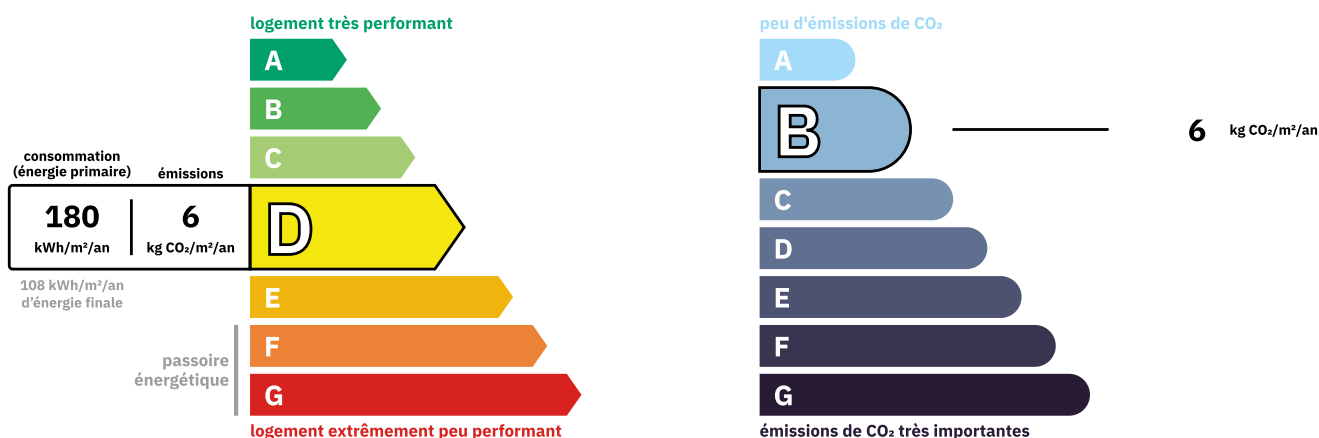 logement très performant
A
B
C
consommation
(énergie primaire)
émissions
180
kWh/m²/an
6
kg CO₂/m²/an
D
108 kWh/m²/an
d'énergie finale
E
passoire
énergétique
F
G
logement extrêmement peu performant
peu d'émissions de CO₂
A
B
6 kg CO₂/m²/an
C
D
E
F
G
émissions de CO₂ très importantes